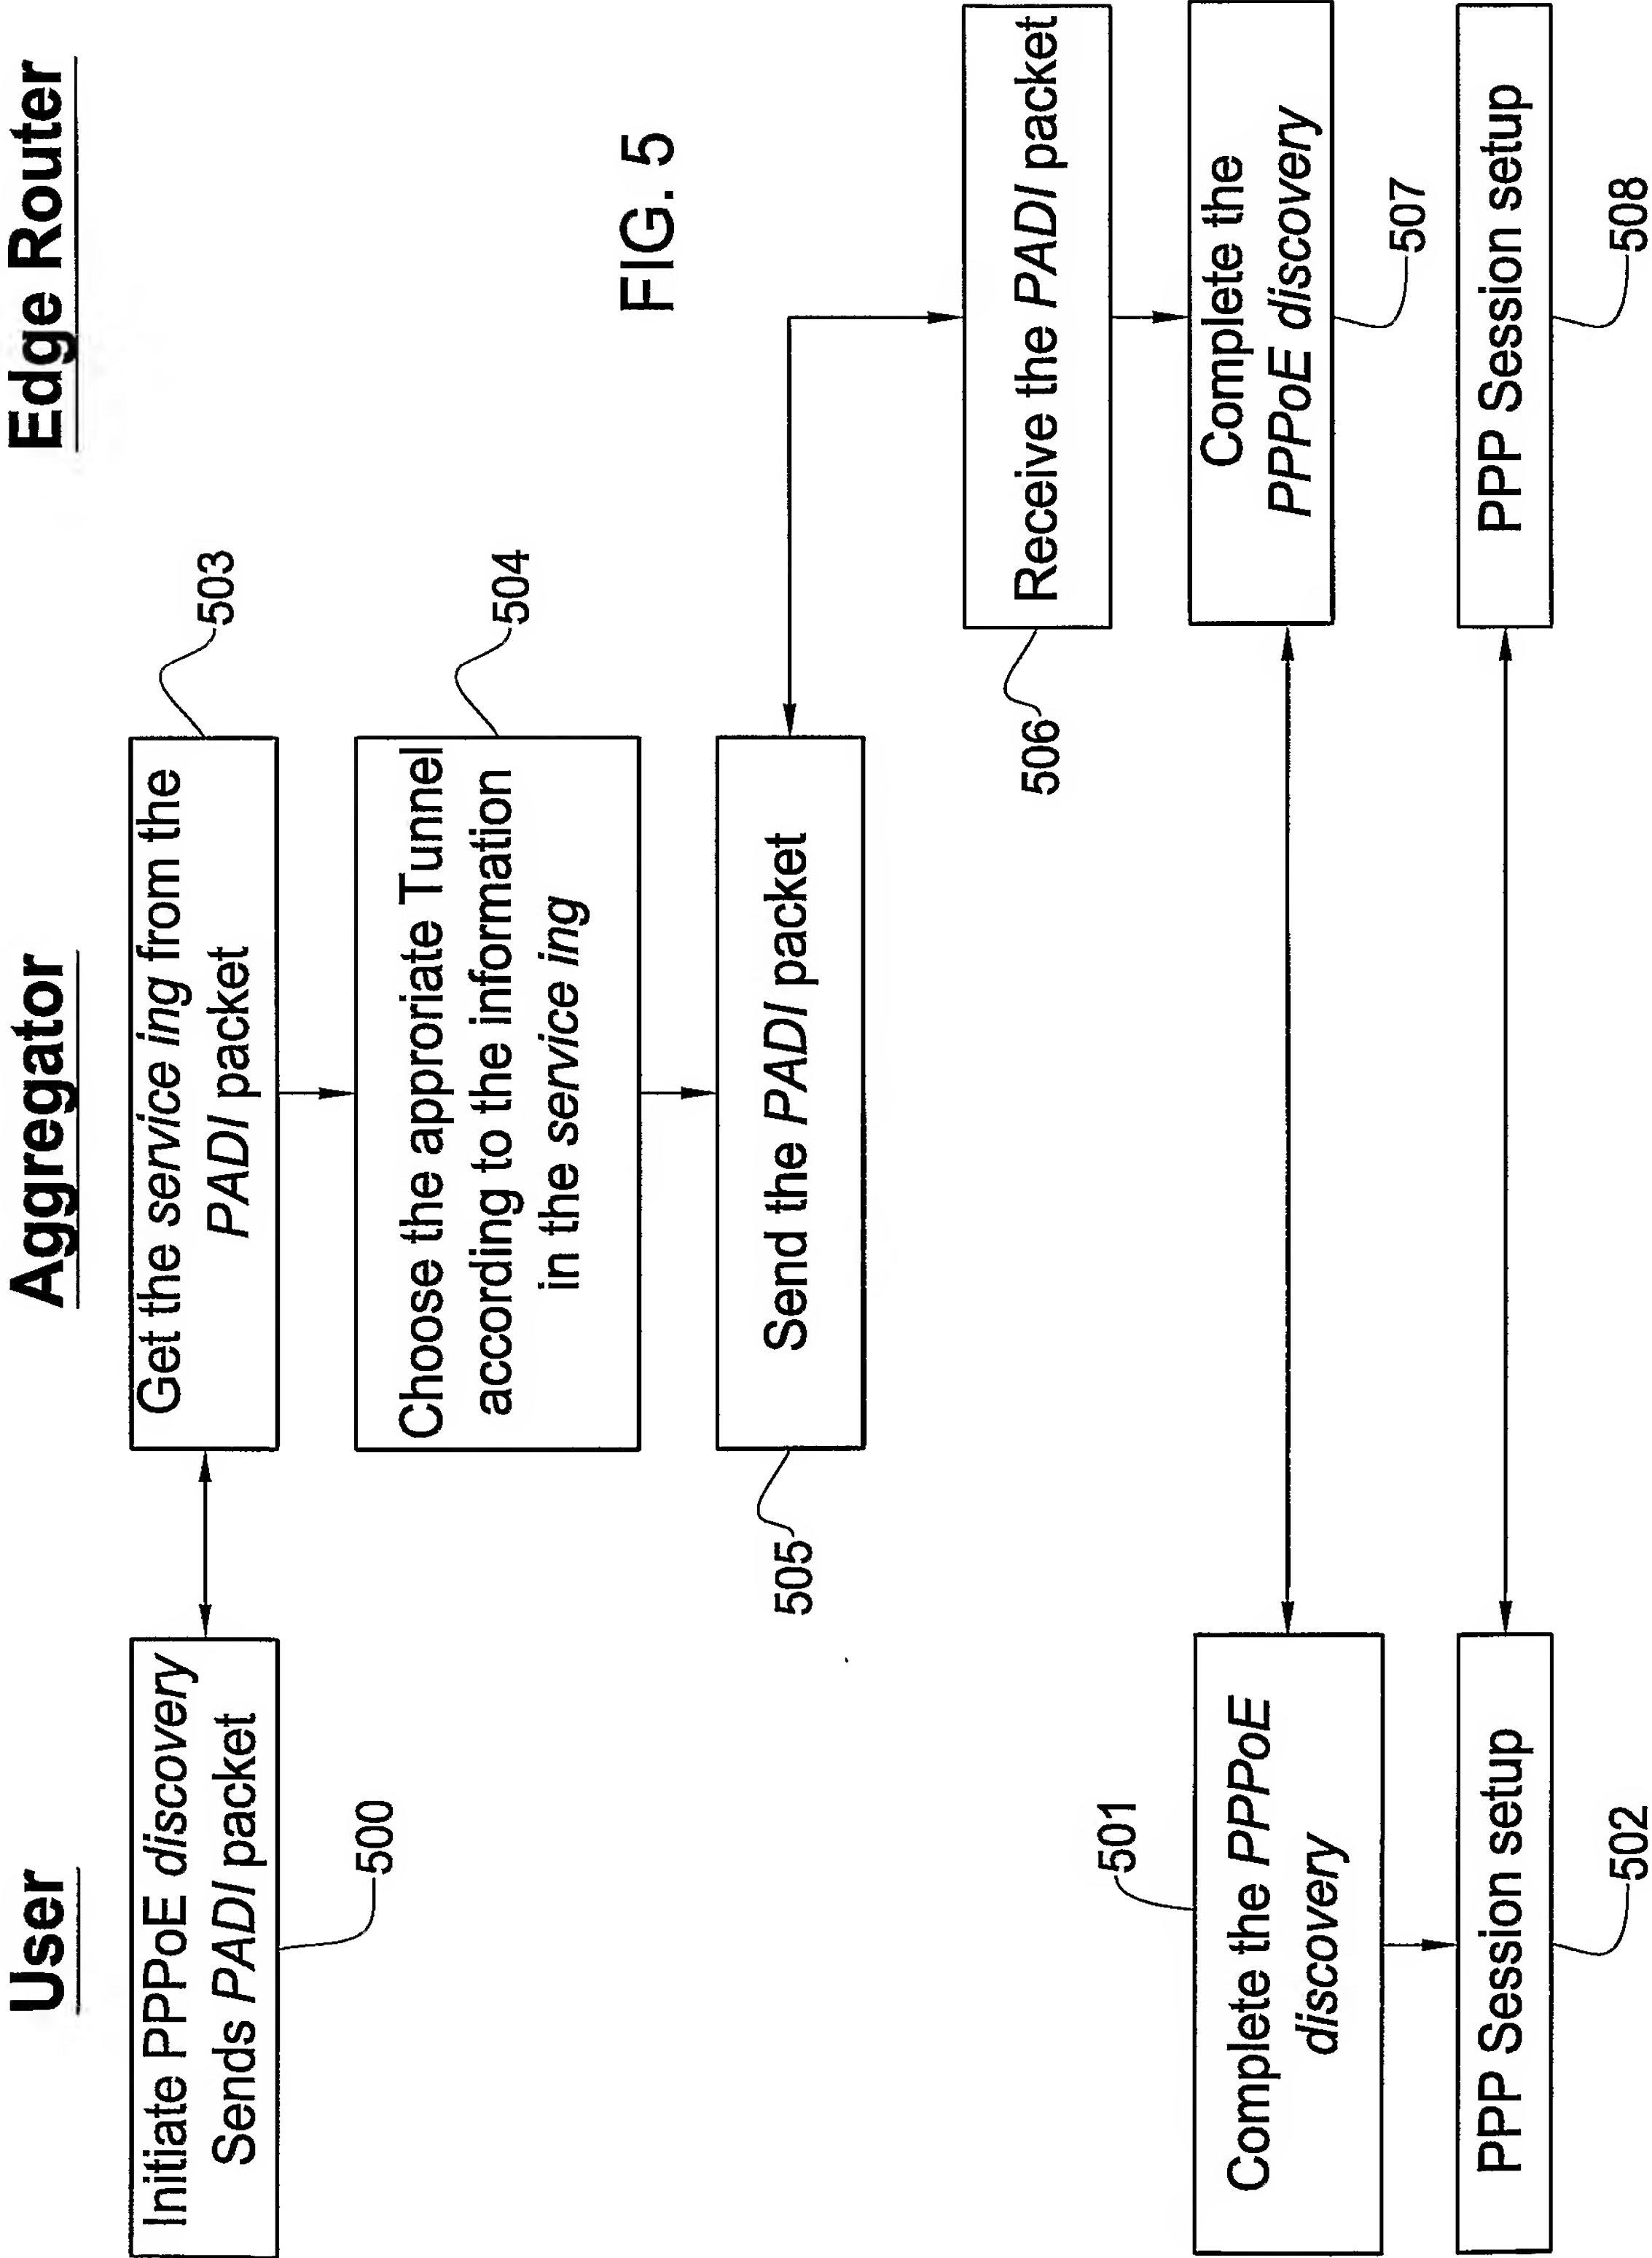 User
Aggregator
Edge Router
Initiate PPPoE discovery
Sends PADI packet
500
Get the service ing from the
PADI packet
503
Choose the approriate Tunnel
according to the information
in the service ing
504
Send the PADI packet
505
FIG. 5
Receive the PADI packet
506
Complete the PPPoE
discovery
501
Complete the
PPPoE discovery
507
PPP Session setup
502
PPP Session setup
508